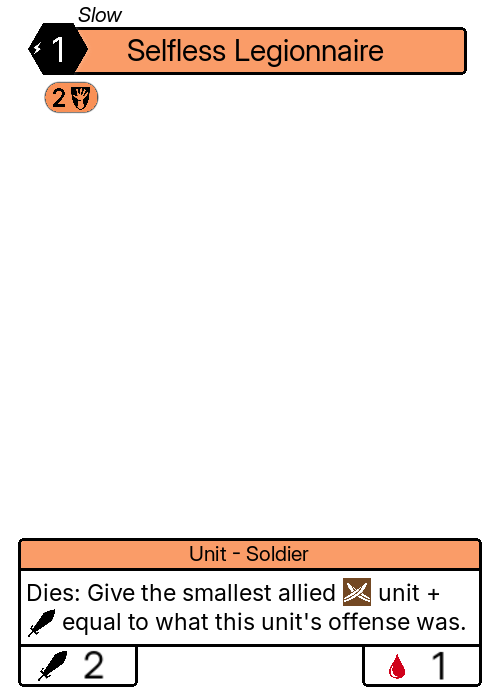 Slow
1 Selfless Legionnaire
2
Unit - Soldier
Dies: Give the smallest allied unit +
equal to what this unit's offense was.
2 1